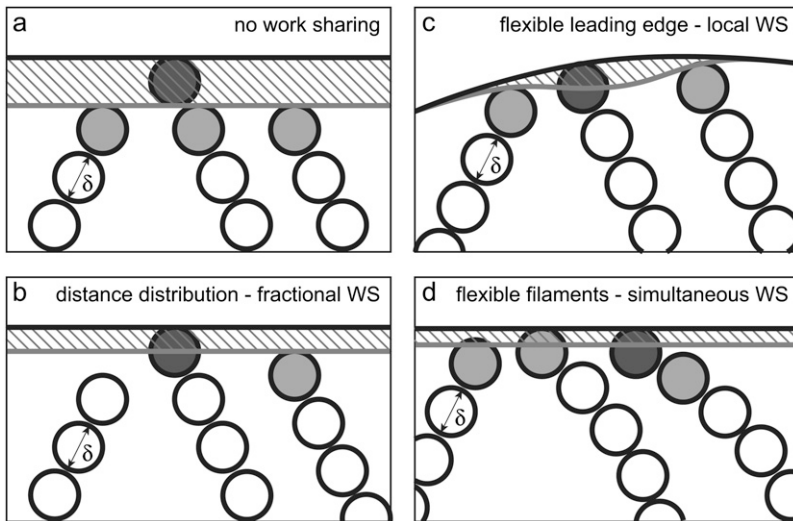 a
no work sharing
δ
c
flexible leading edge - local WS
δ
b
distance distribution - fractional WS
δ
d
flexible filaments - simultaneous WS
δ